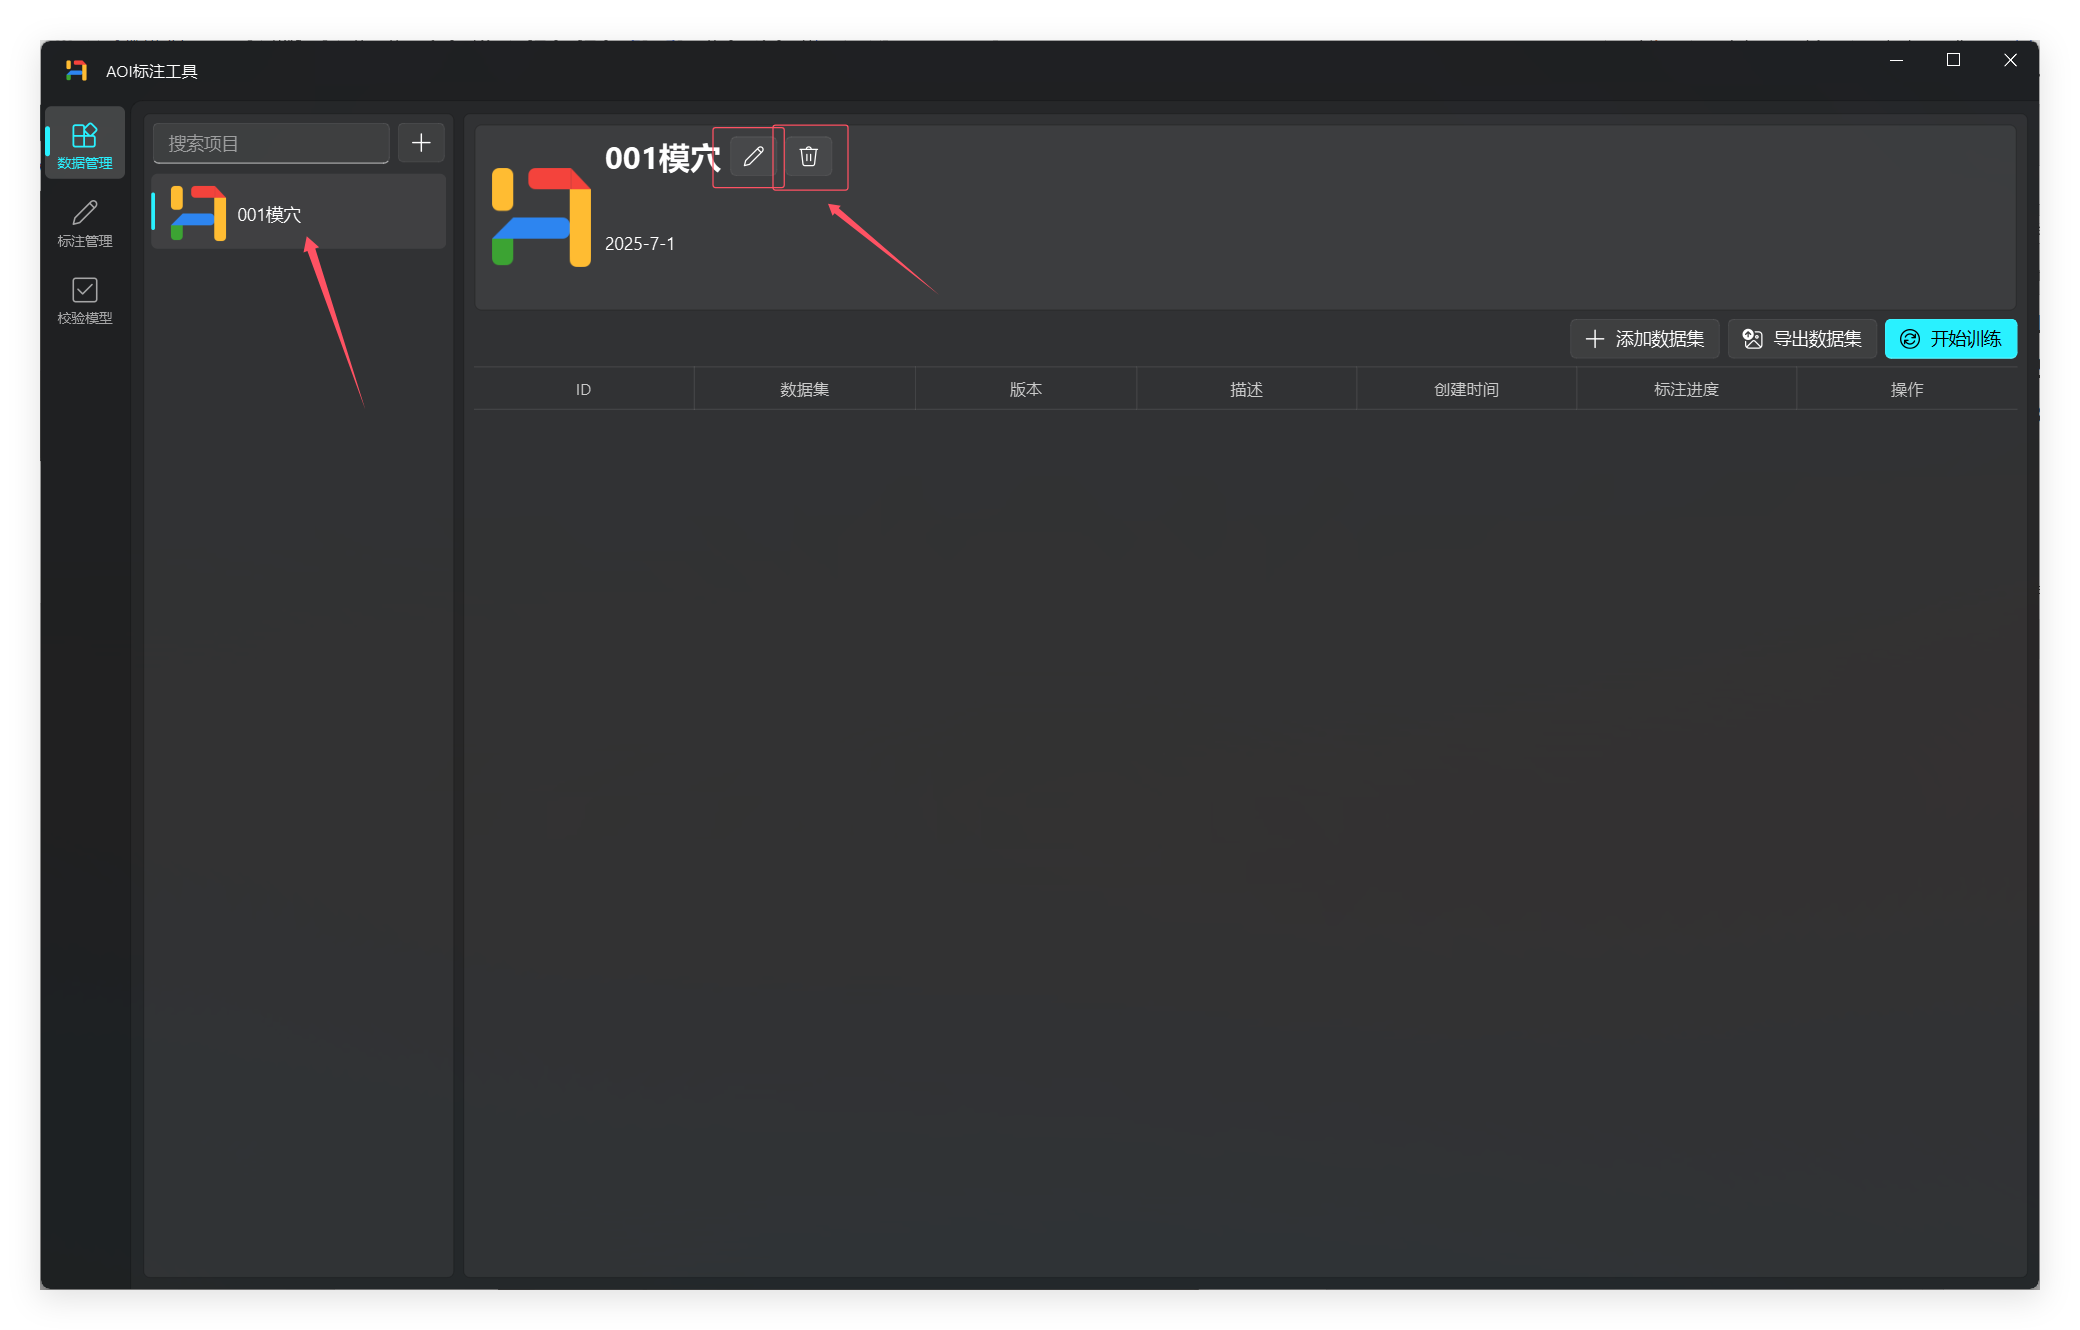 AOI标注工具
数据管理
标注管理
校验模型
搜索项目
001模穴
001模穴
2025-7-1
添加数据集
导出数据集
开始训练
ID 数据集 版本 描述 创建时间 标注进度 操作